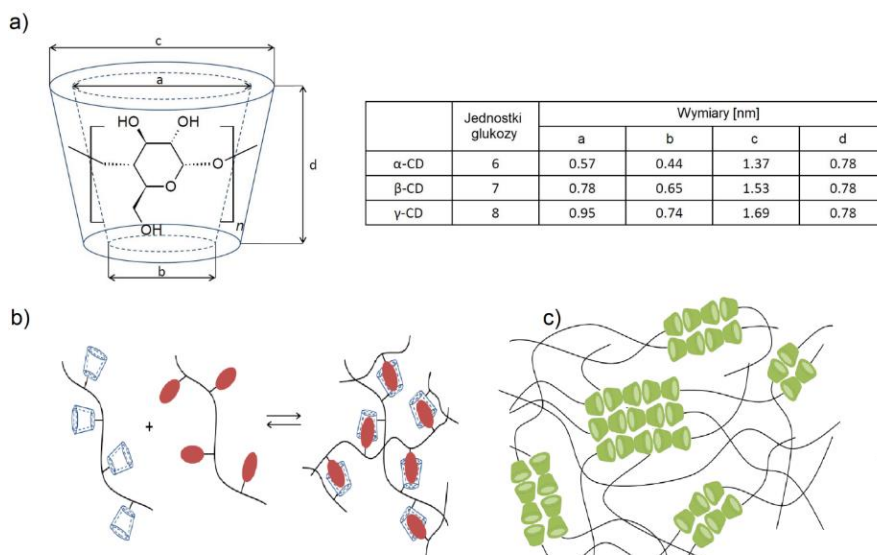 a)
c
a
HO OH
O
O
OH
n
d
b
Jednostki glukozy Wymiary [nm]
a b c d
α-CD 6 0.57 0.44 1.37 0.78
β-CD 7 0.78 0.65 1.53 0.78
γ-CD 8 0.95 0.74 1.69 0.78
b)
+
c)